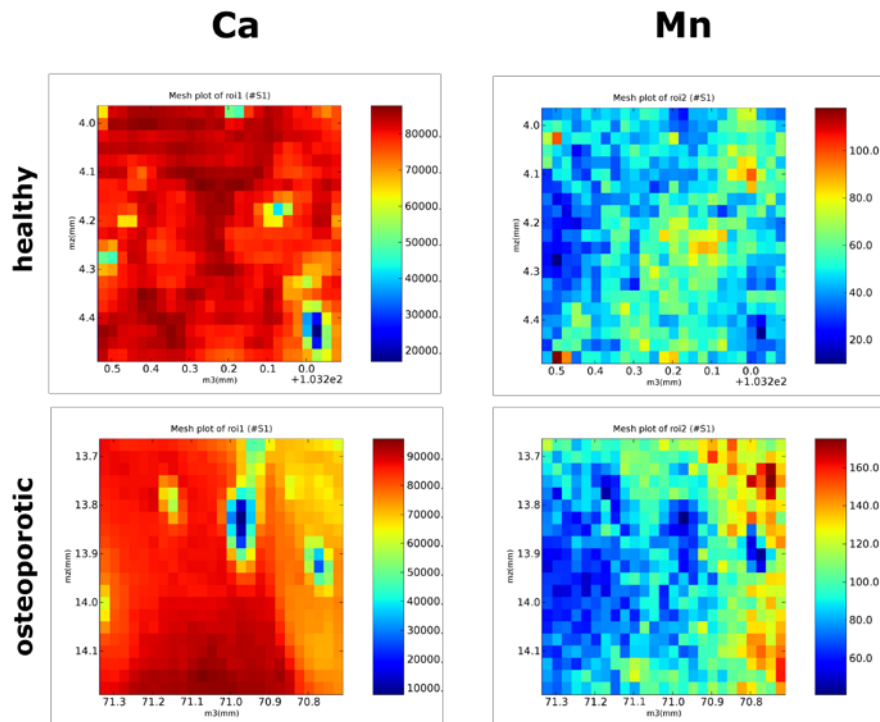 Ca
Mn
healthy
Mesh plot of roi1 (#S1)
mz(mm)
4.0
4.1
4.2
4.3
4.4
0.5 0.4 0.3 0.2 0.1 0.0
m3(mm)
+1.032e2
80000.
70000.
60000.
50000.
40000.
30000.
20000.
Mesh plot of roi2 (#S1)
mz(mm)
4.0
4.1
4.2
4.3
4.4
0.5 0.4 0.3 0.2 0.1 0.0
m3(mm)
+1.032e2
100.0
80.0
60.0
40.0
20.0
osteoporotic
Mesh plot of roi1 (#S1)
mz(mm)
13.7
13.8
13.9
14.0
14.1
71.3 71.2 71.1 71.0 70.9 70.8
m3(mm)
90000.
80000.
70000.
60000.
50000.
40000.
30000.
20000.
10000.
Mesh plot of roi2 (#S1)
mz(mm)
13.7
13.8
13.9
14.0
14.1
71.3 71.2 71.1 71.0 70.9 70.8
m3(mm)
160.0
140.0
120.0
100.0
80.0
60.0